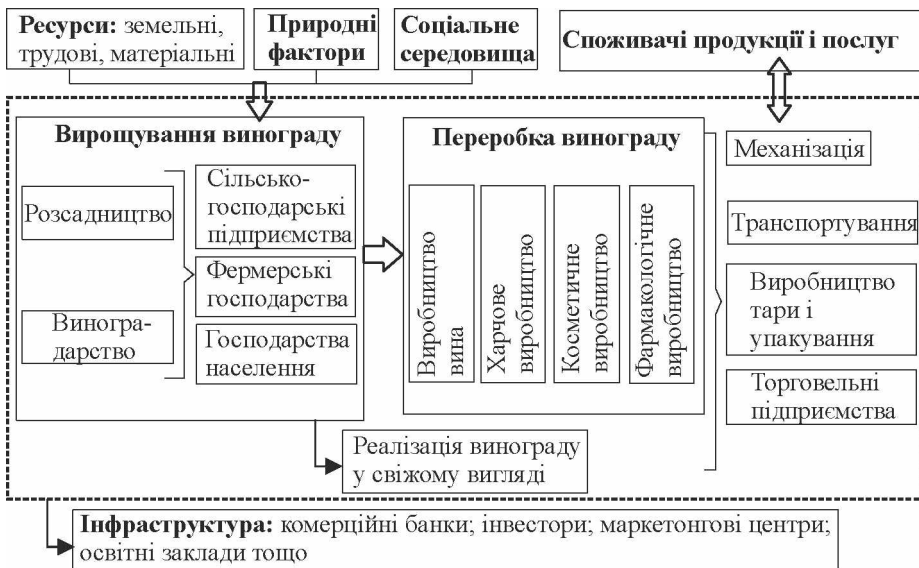 Ресурси: земельні,
трудові, матеріальні
Природні
фактори
Соціальне
середовища
Споживачі продукції і послуг
Вирощування винограду
Розсадництво
Виногра-
дарство
Сільсько-
господарські
підприємства
Фермерські
господарства
Господарства
населення
Переробка винограду
Виробництво
вина
Харчове
виробництво
Косметичне
виробництво
Фармакологічне
виробництво
Механізація
Транспортування
Виробництво
тари і
упакування
Торговельні
підприємства
Реалізація винограду
у свіжому вигляді
Інфраструктура: комерційні банки; інвестори; маркетонгові центри;
освітні заклади тощо